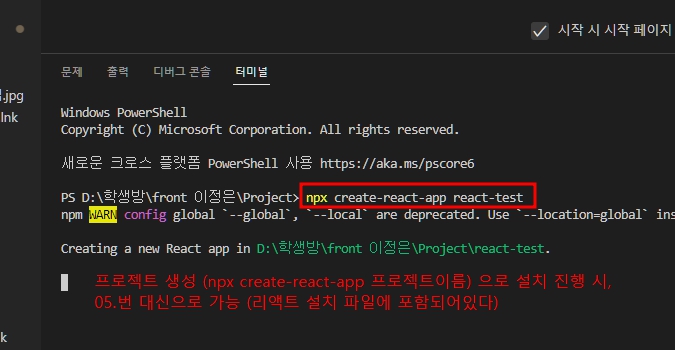 시작 시 시작 페이지
문제 출력 디버그 콘솔 터미널
.jpg
lnk
Windows PowerShell
Copyright (C) Microsoft Corporation. All rights reserved.
새로운 크로스 플랫폼 PowerShell 사용 https://aka.ms/pscore6
PS D:\학생방\front 이정은\Project> npx create-react-app react-test
npm WARN config global `--global`, `--local` are deprecated. Use `--location=global` ins
Creating a new React app in D:\학생방\front 이정은\Project\react-test.
프로젝트 생성 (npx create-react-app 프로젝트이름) 으로 설치 진행 시,
05.번 대신으로 가능 (리액트 설치 파일에 포함되어있다)
k